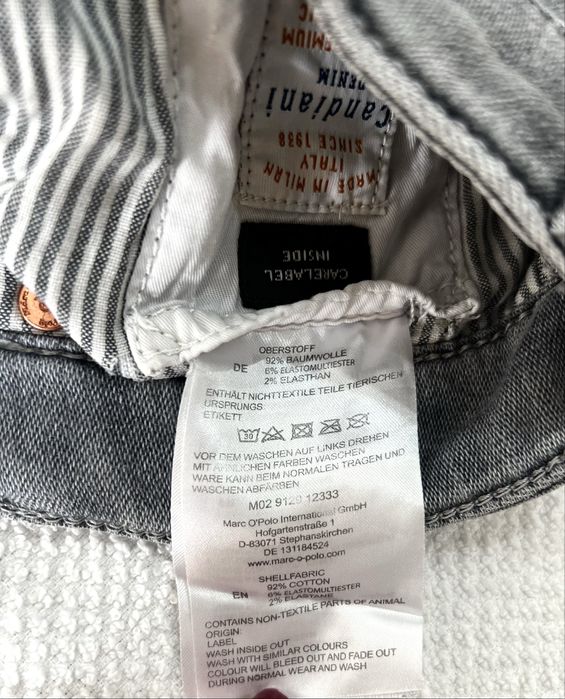 PREMIUM
DENIM
Candiani
SINCE 1938
ITALY
MADE IN MILAN
CARELABEL
INSIDE
OBERSTOFF
DE
92% BAUMWOLLE
6% ELASTOMULTIESTER
2% ELASTHAN
ENTHÄLT NICHTTEXTILE TEILE TIERISCHEN
URSPRUNGS:
ETIKETT
30
VOR DEM WASCHEN AUF LINKS DREHEN
MIT ÄHNLICHEN FARBEN WASCHEN
WARE KANN BEIM NORMALEN TRAGEN UND
WASCHEN ABFÄRBEN
M02 9129 12333
Marc O'Polo International GmbH
Hofgartenstraße 1
D-83071 Stephanskirchen
DE 131184524
www.marc-o-polo.com
SHELLFABRIC
EN
92% COTTON
6% ELASTOMULTIESTER
2% ELASTANE
CONTAINS NON-TEXTILE PARTS OF ANIMAL
ORIGIN:
LABEL
WASH INSIDE OUT
WASH WITH SIMILAR COLOURS
COLOUR WILL BLEED OUT AND FADE OUT
DURING NORMAL WEAR AND WASH